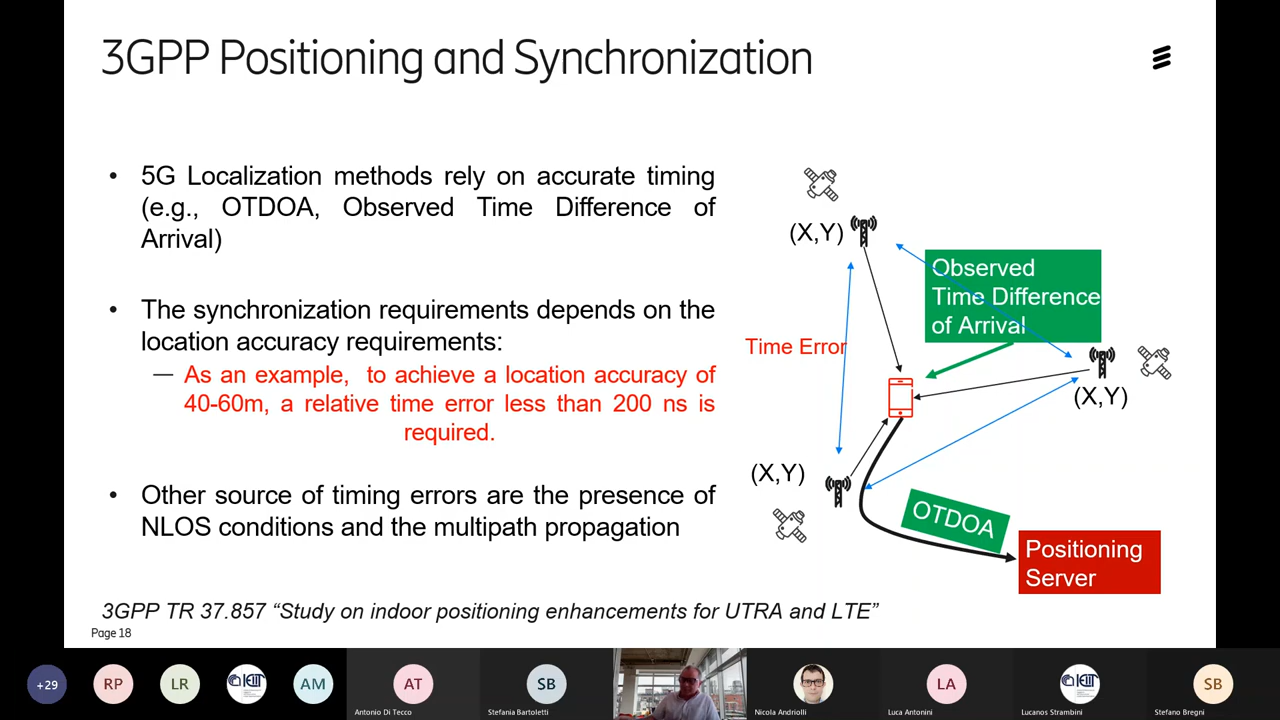 3GPP Positioning and Synchronization
• 5G Localization methods rely on accurate timing
(e.g., OTDOA, Observed Time Difference of
Arrival)
• The synchronization requirements depends on the
location accuracy requirements:
— As an example, to achieve a location accuracy of
40-60m, a relative time error less than 200 ns is
required.
• Other source of timing errors are the presence of
NLOS conditions and the multipath propagation
(X,Y)
Observed
Time Difference
of Arrival
Time Error
(X,Y)
(X,Y)
OTDOA
Positioning
Server
3GPP TR 37.857 “Study on indoor positioning enhancements for UTRA and LTE”
Page 18
+29
RP
LR
IEIIT
AM
AT
Antonio Di Tecco
SB
Stefania Bartoletti
Nicola Andriolli
LA
Luca Antonini
IEIIT
Lucanos Strambini
SB
Stefano Bregni